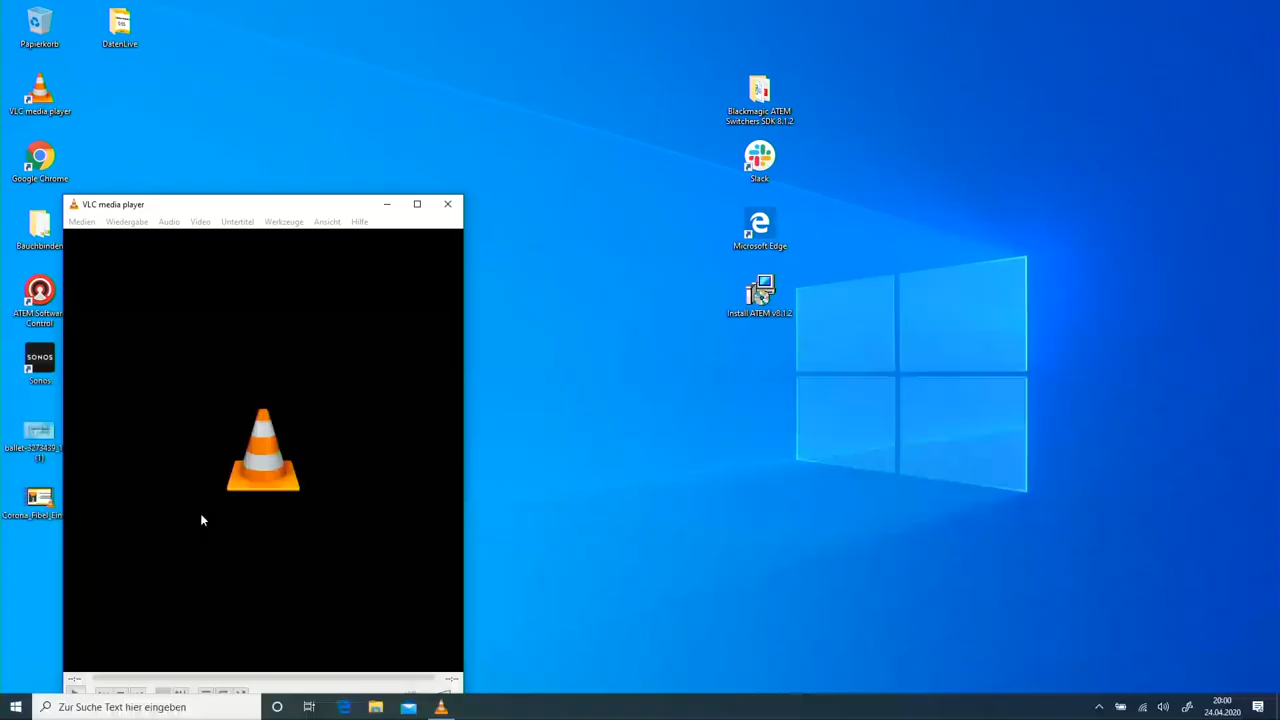 Papierkorb
DatenLive
VLC media player
Google Chrome
Bauchbinden
ATEM Software
Control
SONOS
Sonos
Blackmagic ATEM
Switchers SDK 8.1.2
Slack
Microsoft Edge
Install ATEM v8.1.2
VLC media player
Medien Wiedergabe Audio Video Untertitel Werkzeuge Ansicht Hilfe
--:-- --:--
Zur Suche Text hier eingeben
20:00
24.04.2020